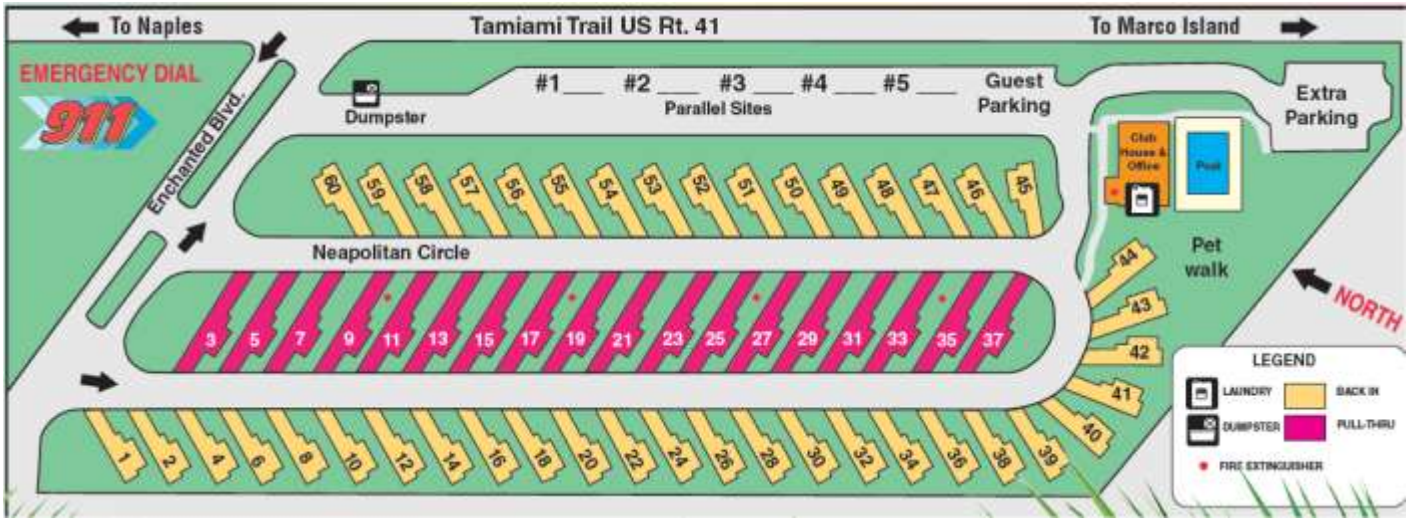 To Naples
Tamiami Trail US Rt. 41
To Marco Island
EMERGENCY DIAL
911
Enchanted Blvd.
Dumpster
#1 ___ #2 ___ #3 ___ #4 ___ #5 ___
Parallel Sites
Guest
Parking
Extra
Parking
Club
House &
Office
Pool
60 59 58 57 56 55 54 53 52 51 50 49 48 47 46 45
Neapolitan Circle
Pet
walk
44
43
42
41
40
NORTH
3 5 7 9 11 13 15 17 19 21 23 25 27 29 31 33 35 37
1 2 4 6 8 10 12 14 16 18 20 22 24 26 28 30 32 34 36 38 39
LEGEND
LAUNDRY
BACK IN
DUMPSTER
PULL-THRU
FIRE EXTINGUISHER